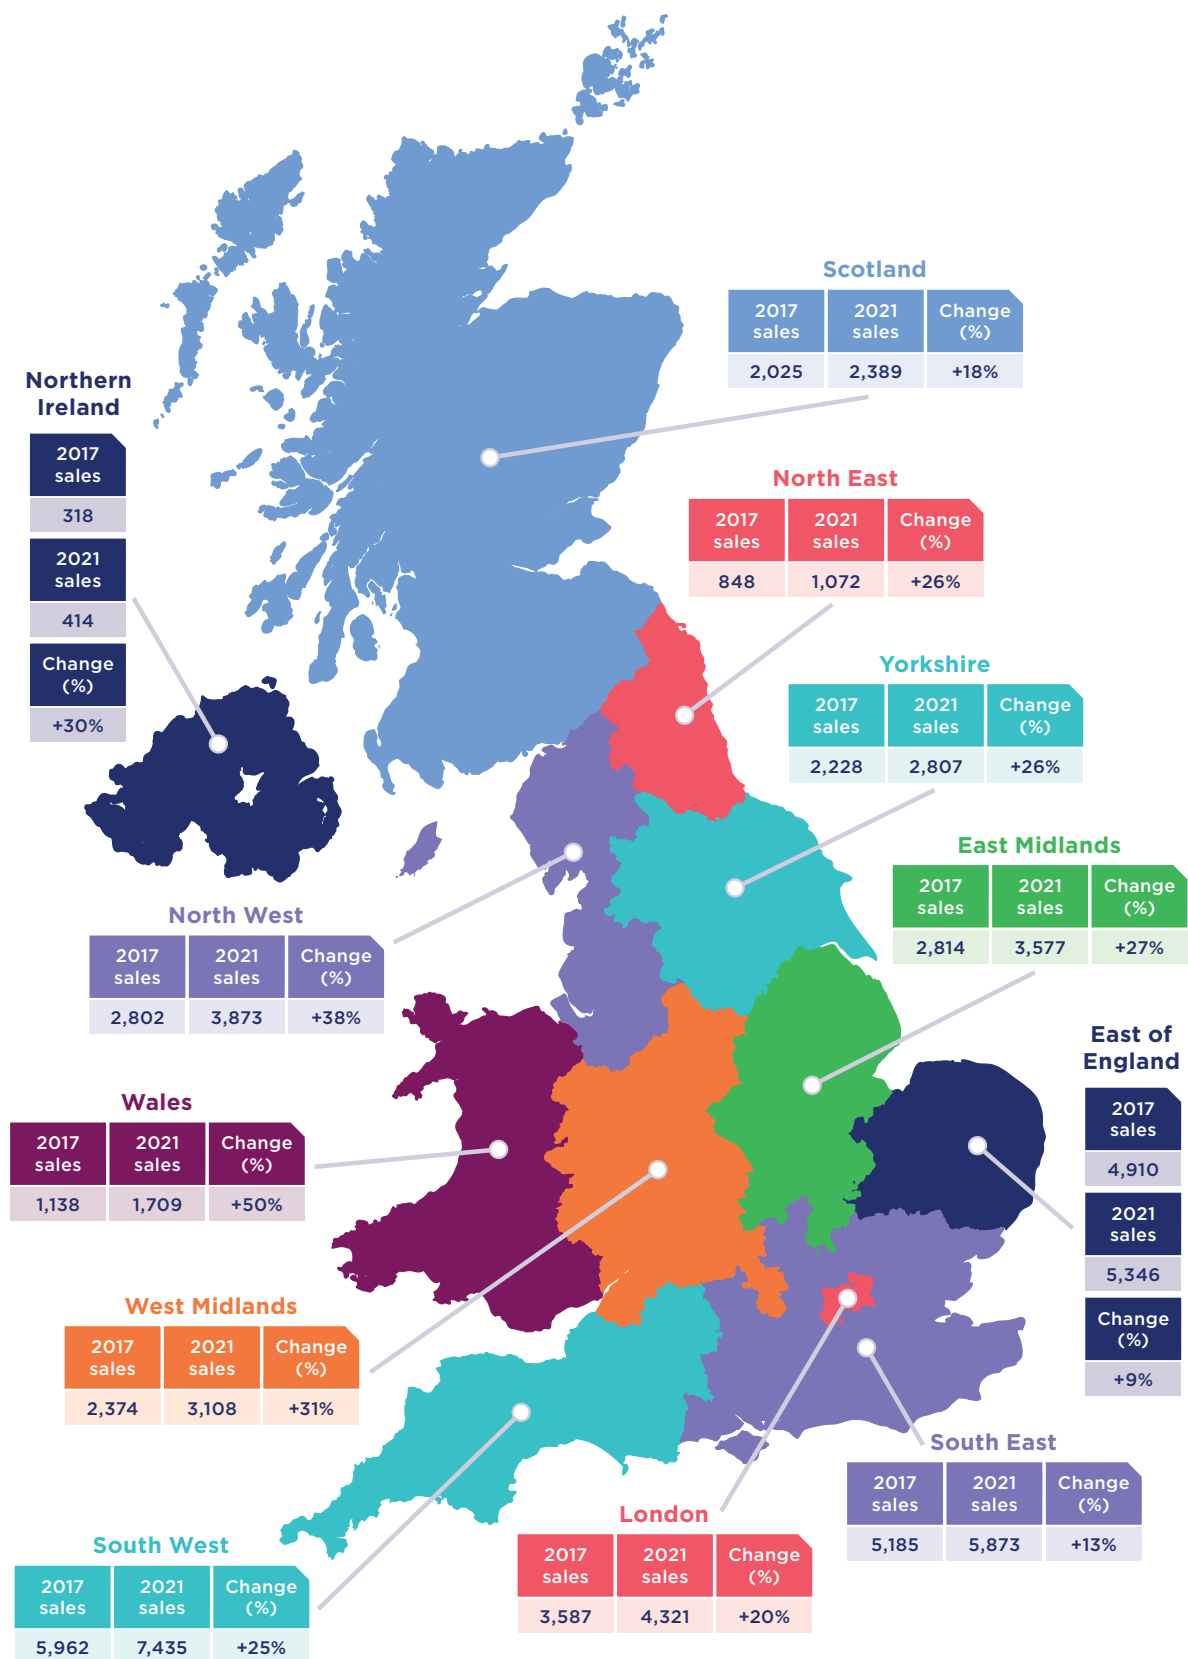 Scotland
2017 sales
2021 sales
Change (%)
2,025
2,389
+18%
Northern
Ireland
2017
sales
318
2021
sales
414
Change
(%)
+30%
North East
2017 sales
2021 sales
Change (%)
848
1,072
+26%
Yorkshire
2017 sales
2021 sales
Change (%)
2,228
2,807
+26%
East Midlands
2017 sales
2021 sales
Change (%)
2,814
3,577
+27%
North West
2017 sales
2021 sales
Change (%)
2,802
3,873
+38%
East of
England
2017
sales
4,910
2021
sales
5,346
Change
(%)
+9%
Wales
2017 sales
2021 sales
Change (%)
1,138
1,709
+50%
West Midlands
2017 sales
2021 sales
Change (%)
2,374
3,108
+31%
South East
2017 sales
2021 sales
Change (%)
5,185
5,873
+13%
London
2017 sales
2021 sales
Change (%)
3,587
4,321
+20%
South West
2017 sales
2021 sales
Change (%)
5,962
7,435
+25%